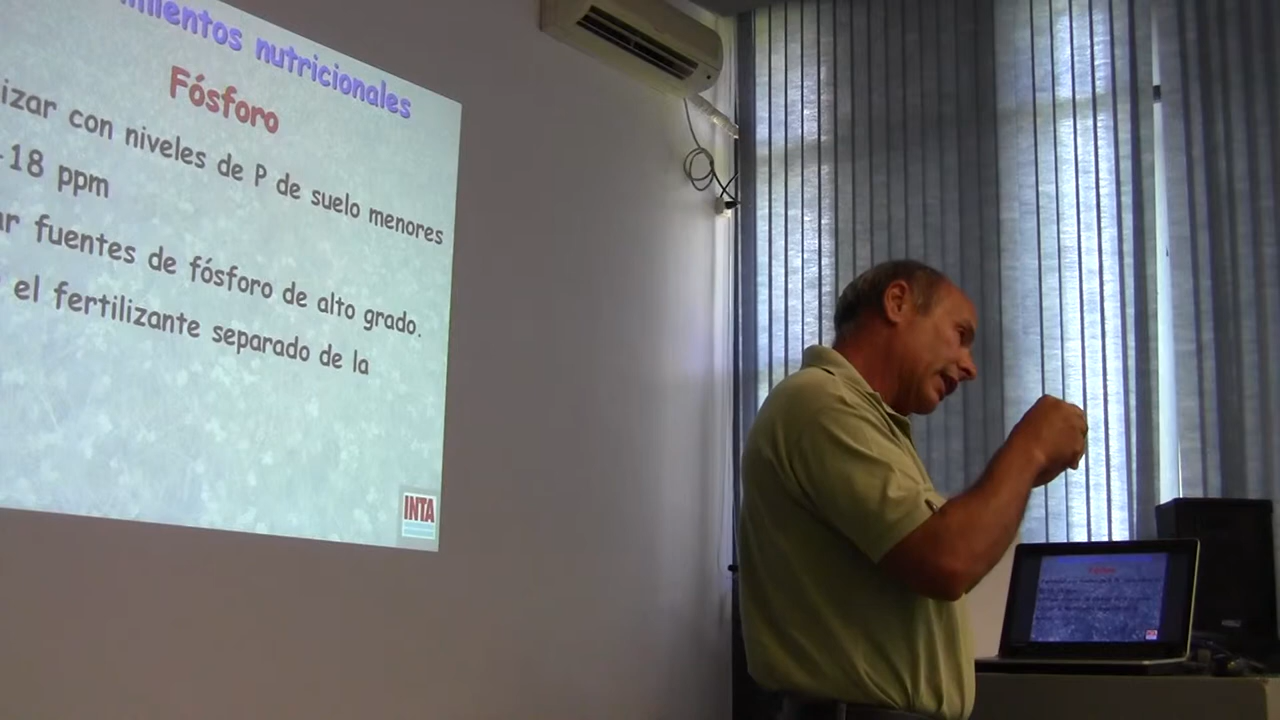 mientos nutricionales
Fósforo
izar con niveles de P de suelo menores
-18 ppm
ar fuentes de fósforo de alto grado.
el fertilizante separado de la
INTA